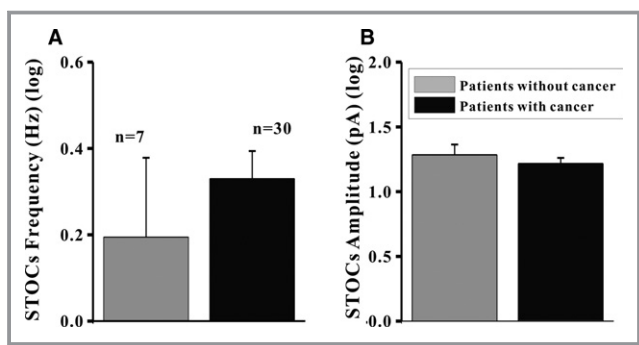 A
STOCs Frequency (Hz) (log)
0.6
0.4
0.2
0.0
n=7
n=30
B
STOCs Amplitude (pA) (log)
2.0
1.5
1.0
0.5
0.0
Patients without cancer
Patients with cancer